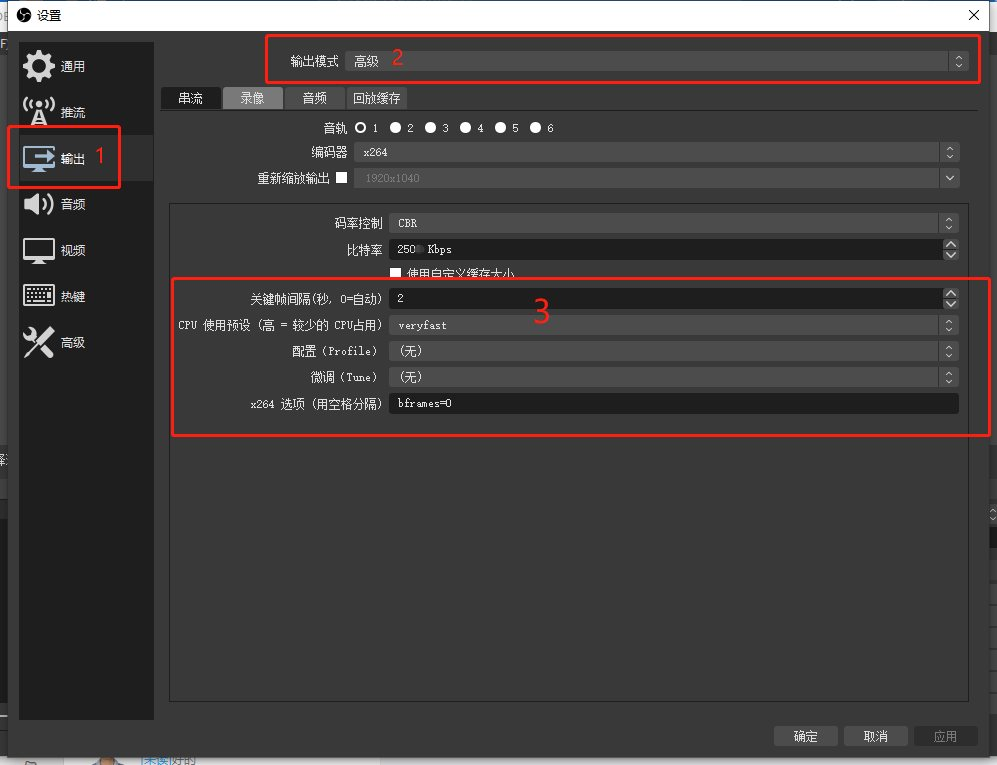 设置
通用
推流
输出 1
音频
视频
热键
高级
输出模式 高级 2
串流 录像 音频 回放缓存
音轨 1 2 3 4 5 6
编码器 x264
重新缩放输出 1920x1040
码率控制 CBR
比特率 250 Kbps
使用自定义缓存大小
关键帧间隔(秒, 0=自动) 2
3
CPU 使用预设 (高 = 较少的 CPU占用) veryfast
配置 (Profile) (无)
微调 (Tune) (无)
x264 选项 (用空格分隔) bframes=0
确定 取消 应用